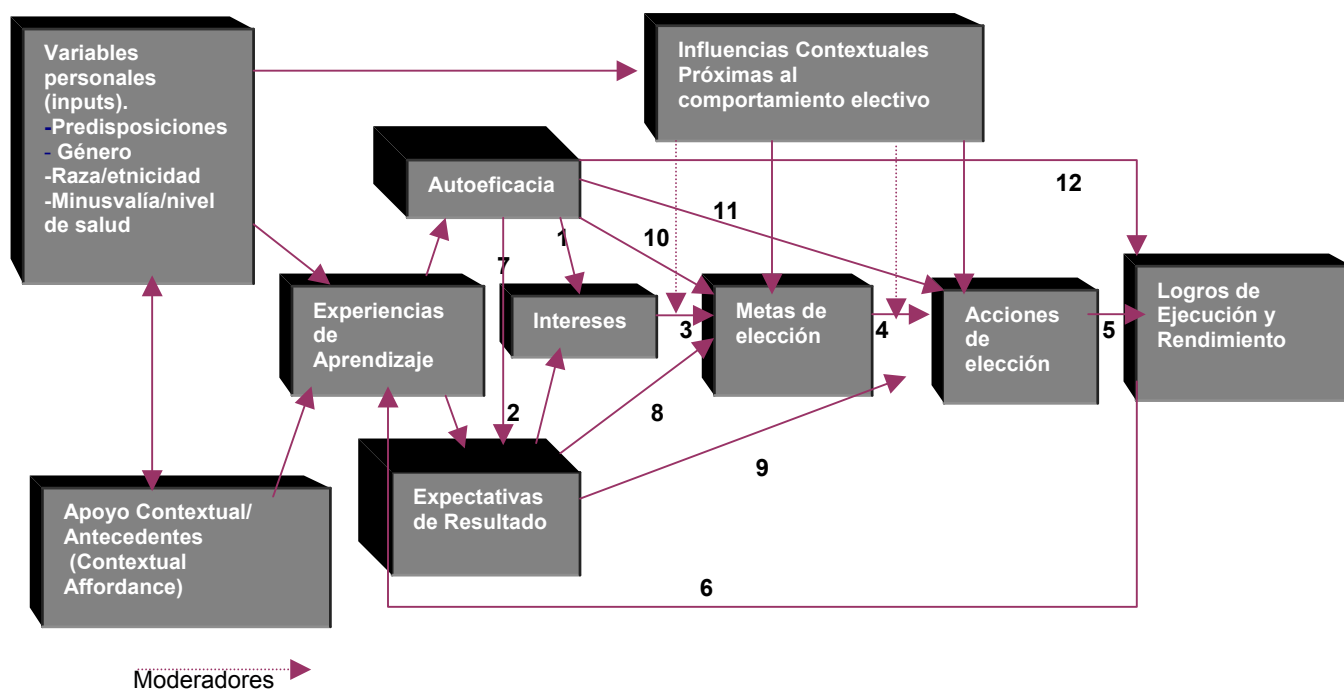 Variables
personales
(inputs).
-Predisposiciones
- Género
-Raza/etnicidad
-Minusvalía/nivel
de salud
Influencias Contextuales
Próximas al
comportamiento electivo
Autoeficacia
12
11
1
10
7
Experiencias
de
Aprendizaje
Intereses
3
Metas de
elección
4
Acciones
de
elección
5
Logros de
Ejecución y
Rendimiento
2
8
9
Expectativas
de Resultado
Apoyo Contextual/
Antecedentes
(Contextual
Affordance)
6
Moderadores